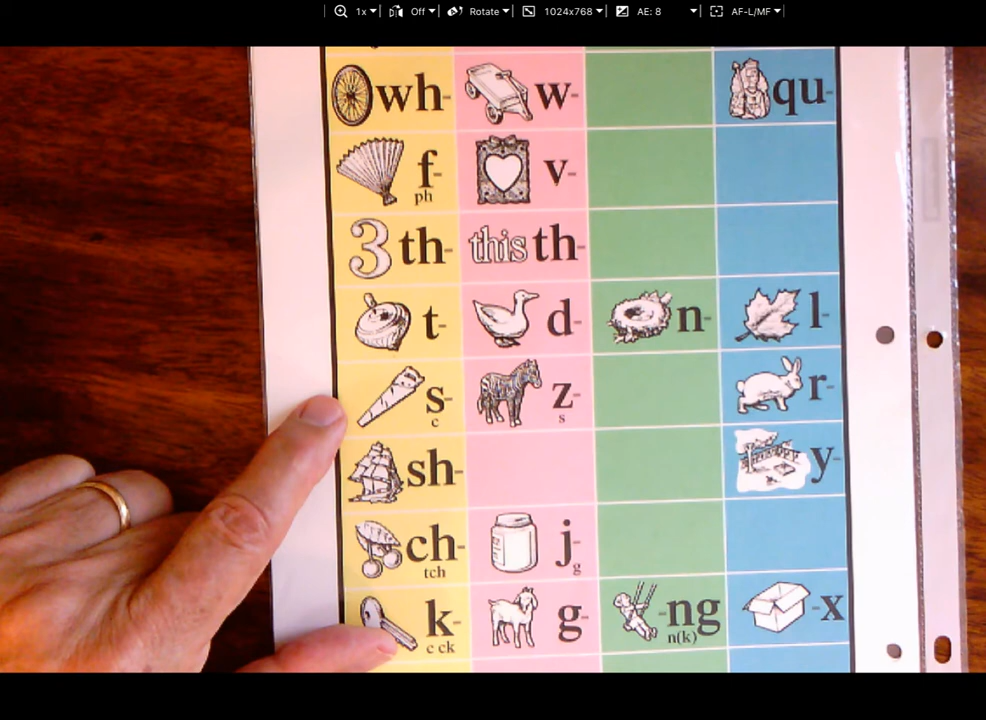 1x Off Rotate 1024x768 AE: 8 AF-L/MF
wh- w- qu-
f- v-
ph
3 th- this th-
t- d- n- l-
s- z- r-
c s
sh- y-
ch- j-
tch g
k- g- -ng -x
c ck n(k)